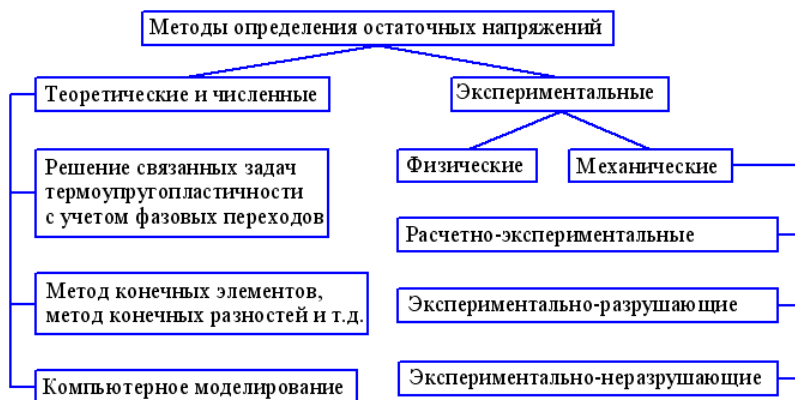 Методы определения остаточных напряжений
Теоретические и численные
Экспериментальные
Решение связанных задач
термоупругопластичности
с учетом фазовых переходов
Физические
Механические
Расчетно-экспериментальные
Метод конечных элементов,
метод конечных разностей и т.д.
Экспериментально-разрушающие
Компьютерное моделирование
Экспериментально-неразрушающие